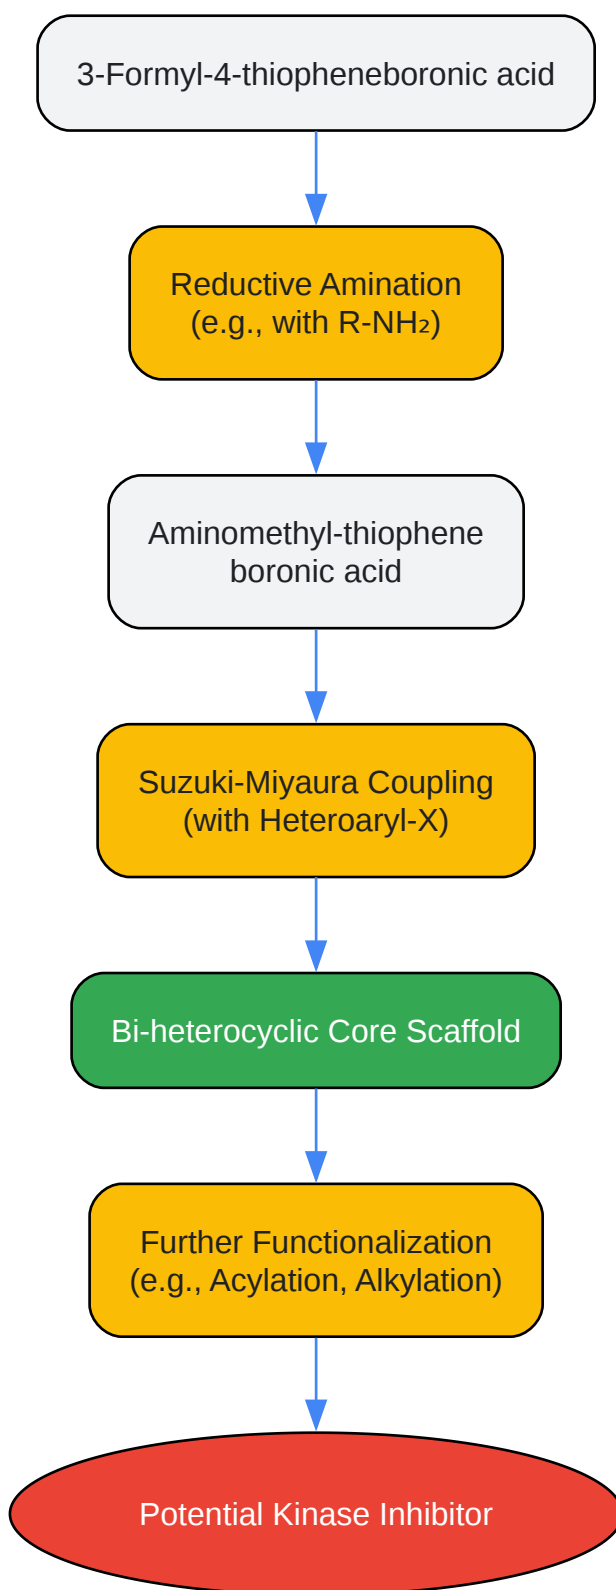 3-Formyl-4-thiopheneboronic acid
Reductive Amination
(e.g., with R-NH₂)
Aminomethyl-thiophene
boronic acid
Suzuki-Miyaura Coupling
(with Heteroaryl-X)
Bi-heterocyclic Core Scaffold
Further Functionalization
(e.g., Acylation, Alkylation)
Potential Kinase Inhibitor